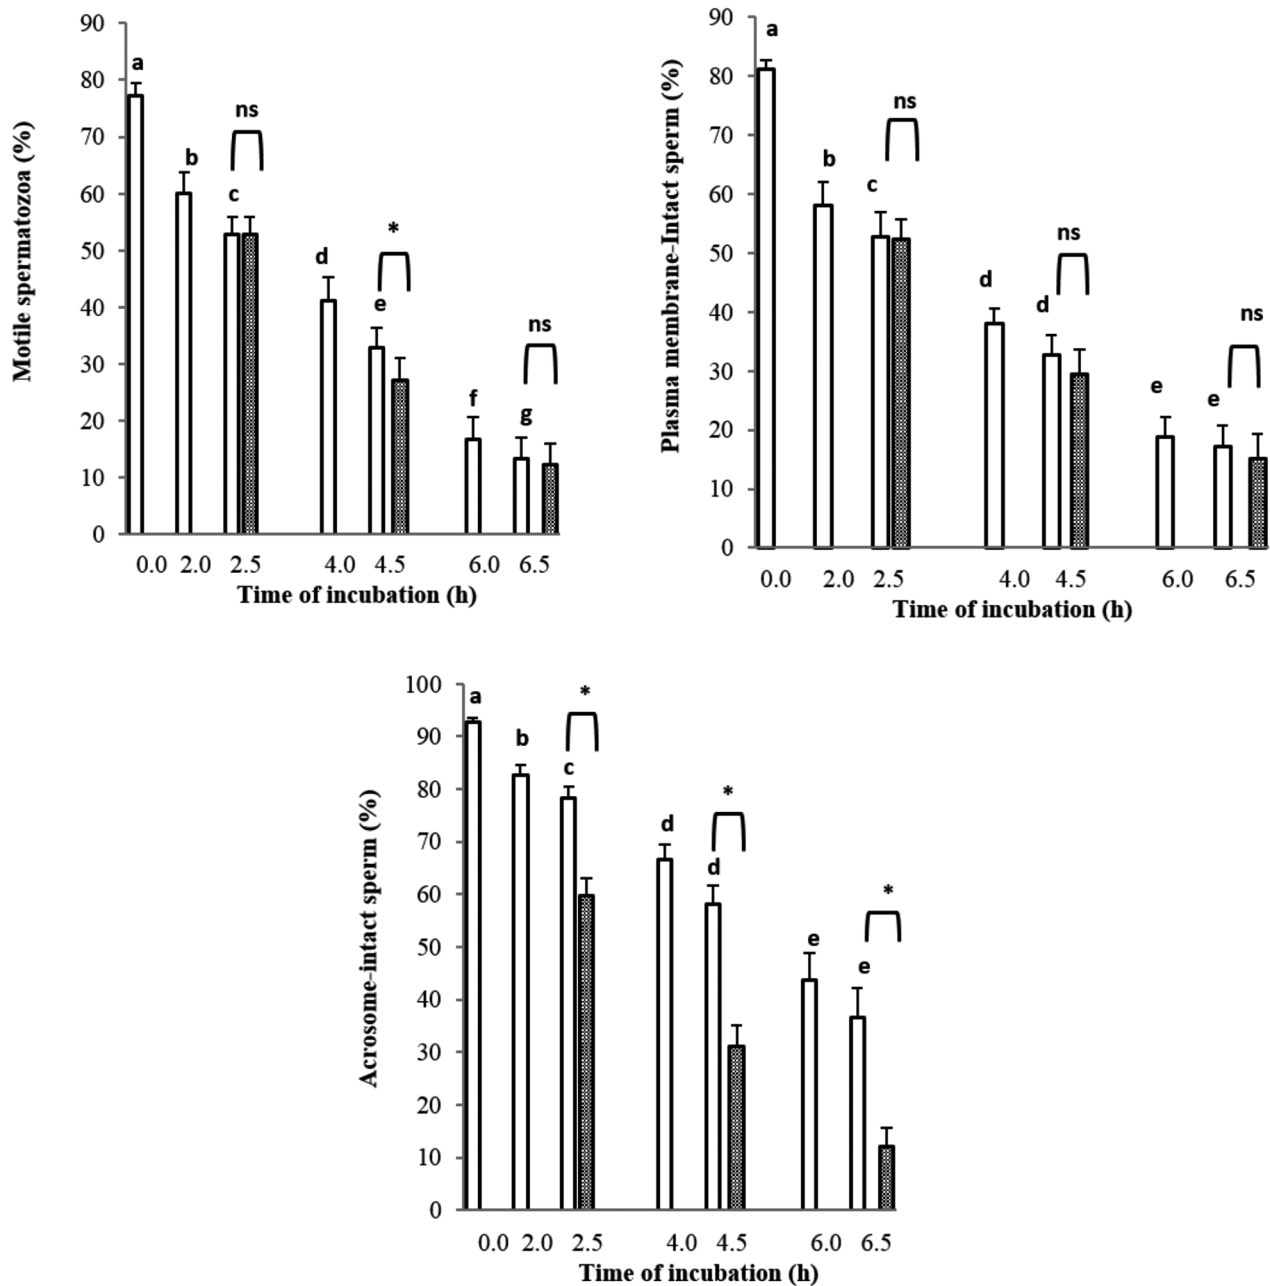 Motile spermatozoa (%)
90
80
70
60
50
40
30
20
10
0
a
b
c
ns
d
e
*
f
g
ns
0.0 2.0 2.5 4.0 4.5 6.0 6.5
Time of incubation (h)
Plasma membrane-Intact sperm (%)
90
80
70
60
50
40
30
20
10
0
a
b
c
ns
d
d
ns
e
e
ns
0.0 2.0 2.5 4.0 4.5 6.0 6.5
Time of incubation (h)
Acrosome-intact sperm (%)
100
90
80
70
60
50
40
30
20
10
0
a
b
c
*
d
d
*
e
e
*
0.0 2.0 2.5 4.0 4.5 6.0 6.5
Time of incubation (h)